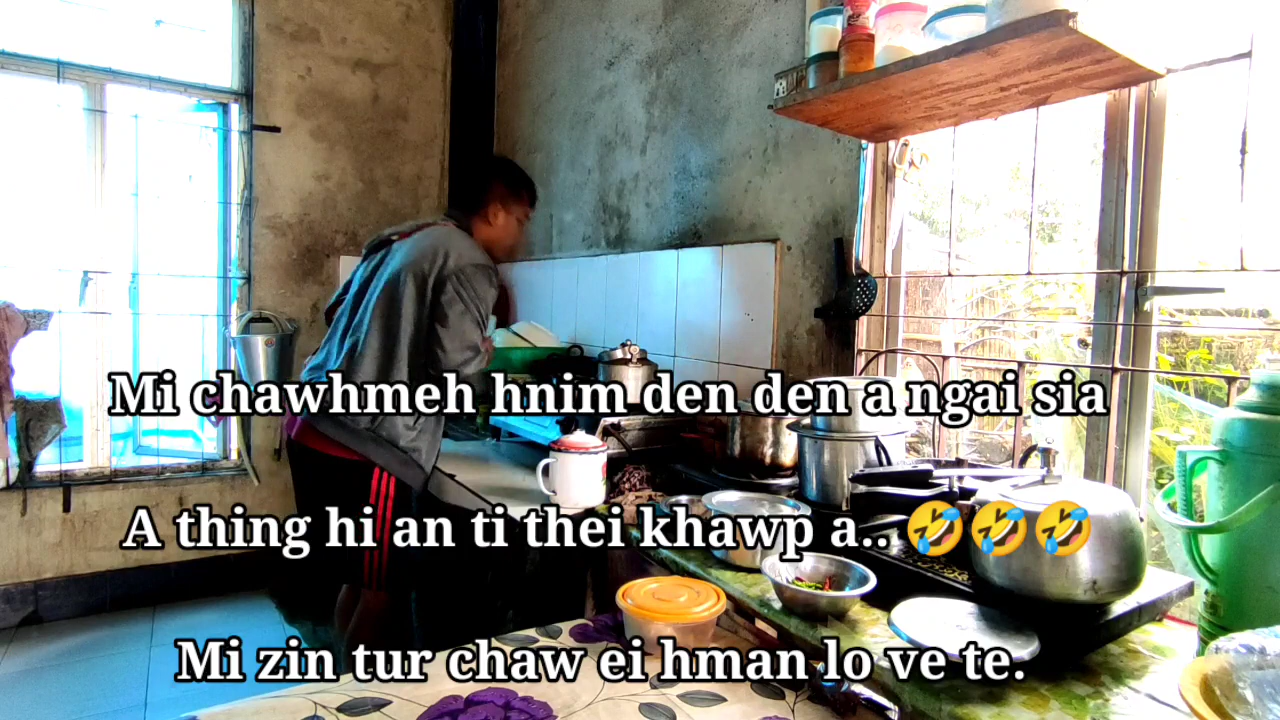 Mi chawhmeh hnim den den a ngai sia
A thing hi an ti thei khawp a.. 🤣🤣🤣
Mi zin tur chaw ei hman lo ve te.